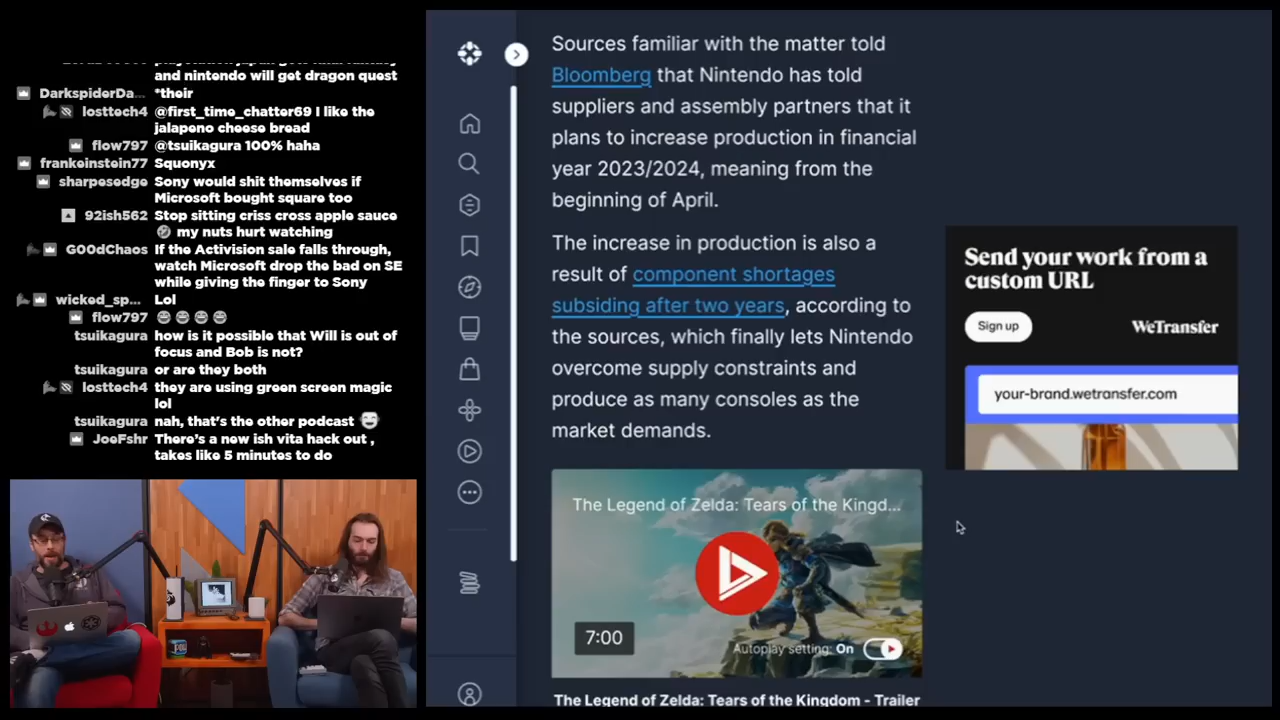 and nintendo will get dragon quest
DarkspiderDa... *their
losttech4 @first_time_chatter69 I like the
jalapeno cheese bread
flow797 @tsuikagura 100% haha
frankeinstein77 Squonyx
sharpesedge Sony would shit themselves if
Microsoft bought square too
92ish562 Stop sitting criss cross apple sauce
my nuts hurt watching
G00dChaos If the Activision sale falls through,
watch Microsoft drop the bad on SE
while giving the finger to Sony
wicked_sp... Lol
flow797
tsuikagura how is it possible that Will is out of
focus and Bob is not?
tsuikagura or are they both
losttech4 they are using green screen magic
lol
tsuikagura nah, that's the other podcast
JoeFshr There's a new ish vita hack out ,
takes like 5 minutes to do
Sources familiar with the matter told
Bloomberg that Nintendo has told
suppliers and assembly partners that it
plans to increase production in financial
year 2023/2024, meaning from the
beginning of April.
The increase in production is also a
result of component shortages
subsiding after two years, according to
the sources, which finally lets Nintendo
overcome supply constraints and
produce as many consoles as the
market demands.
The Legend of Zelda: Tears of the Kingd...
7:00
Autoplay setting: On
The Legend of Zelda: Tears of the Kingdom - Trailer
Send your work from a
custom URL
Sign up
WeTransfer
your-brand.wetransfer.com